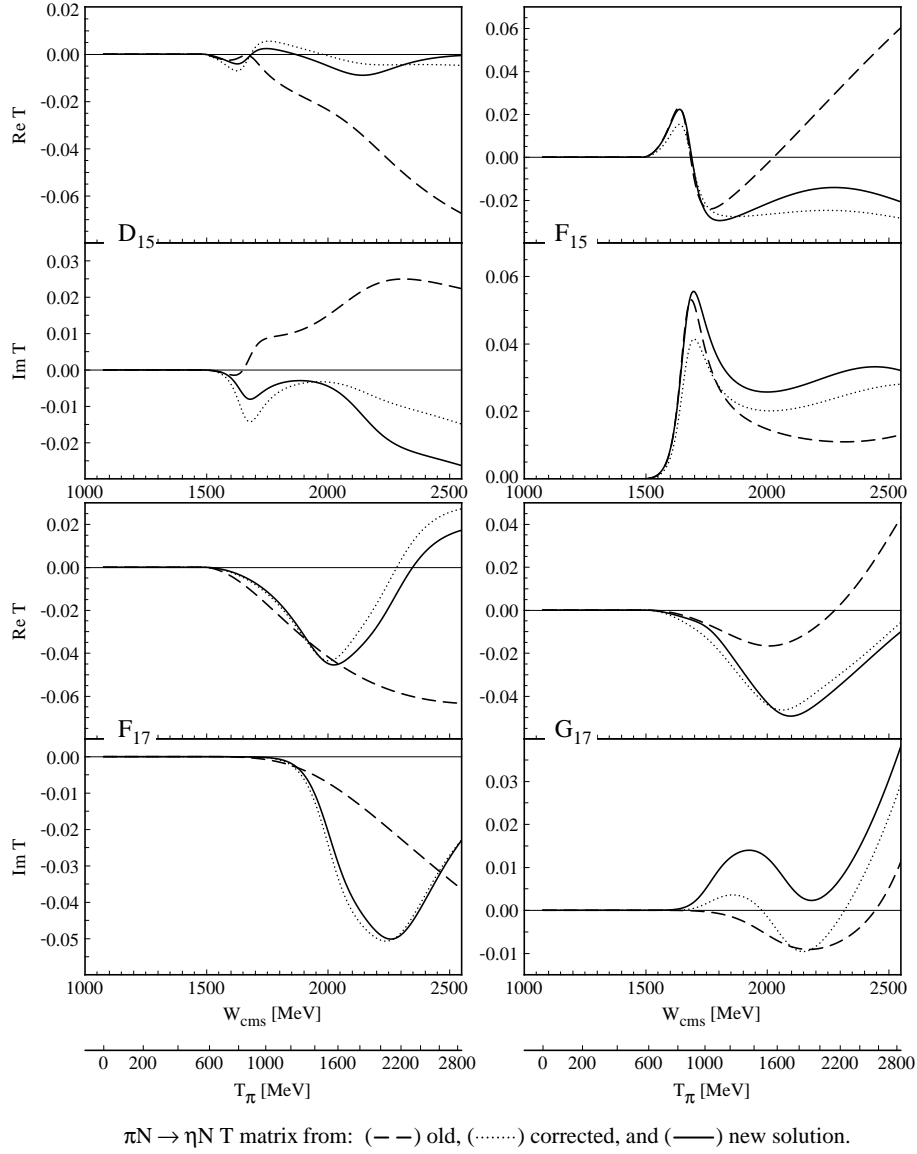 0.02
0.00
-0.02
-0.04
-0.06
Re T
D15
0.03
0.02
0.01
0.00
-0.01
-0.02
Im T
1000 1500 2000 2500
0.06
0.04
0.02
0.00
-0.02
F15
0.06
0.04
0.02
0.00
1000 1500 2000 2500
0.02
0.00
-0.02
-0.04
-0.06
Re T
F17
0.00
-0.01
-0.02
-0.03
-0.04
-0.05
Im T
1000 1500 2000 2500
Wcms [MeV]
0 200 600 1000 1600 2200 2800
Tπ [MeV]
0.04
0.02
0.00
-0.02
-0.04
G17
0.03
0.02
0.01
0.00
-0.01
1000 1500 2000 2500
Wcms [MeV]
0 200 600 1000 1600 2200 2800
Tπ [MeV]
πN → ηN T matrix from: (– –) old, (········) corrected, and (——) new solution.